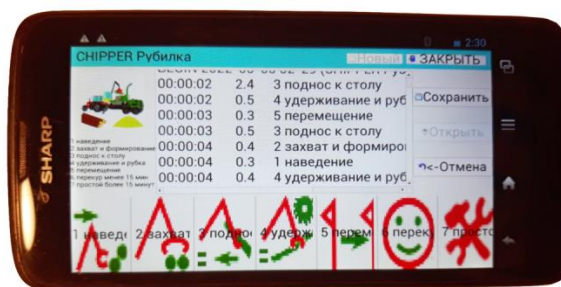 2:30
CHIPPER Рубилка
Новый
ЗАКРЫТЬ
00:00:02 2.4 3 поднос к столу
00:00:02 0.5 4 удерживание и руб
00:00:03 0.3 5 перемещение
00:00:03 0.5 3 поднос к столу
00:00:04 0.4 2 захват и формиро
00:00:04 0.3 1 наведение
00:00:04 0.4 4 удерживание и руб
Сохранить
Открыть
<-Отмена
1 наведение
2 захват и формирование
3 поднос к столу
4 удерживание и рубка
5 перемещение
6 перекур менее 15 мин
7 простой более 15 минут
1 наведе
2 захват
3 подно
4 удерж
5 перем
6 перек
7 просто
SHARP